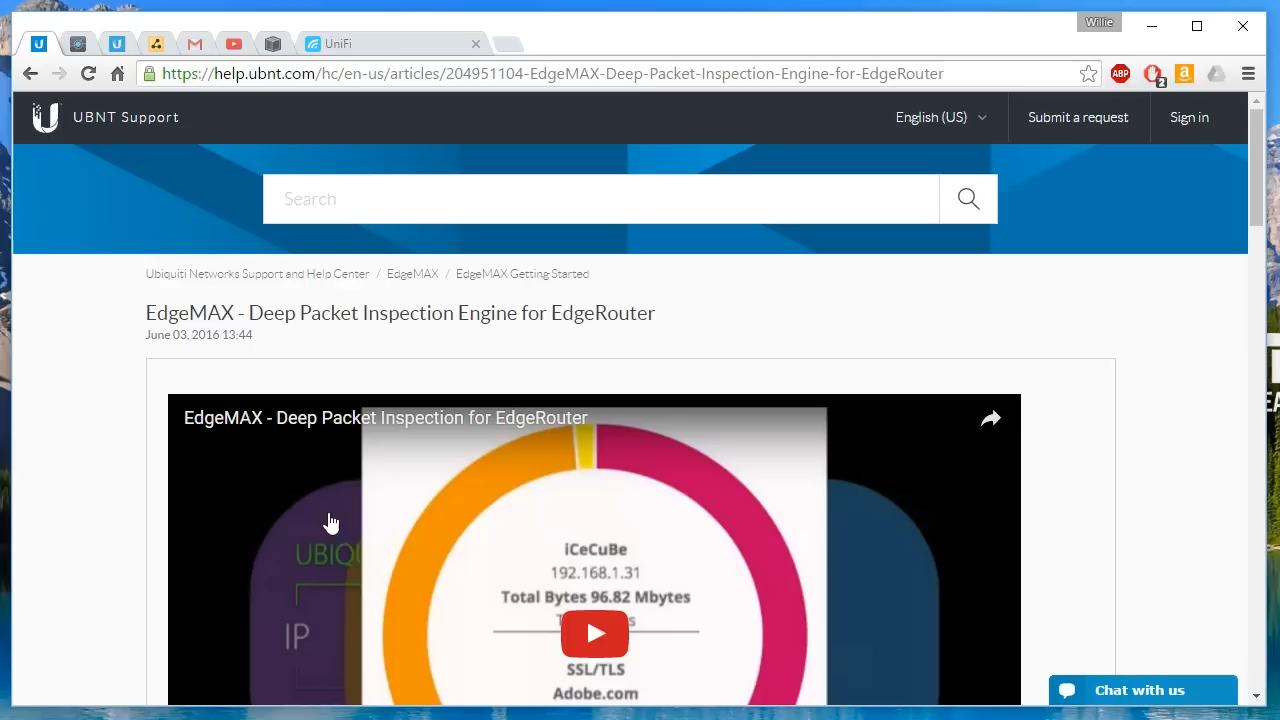 Willie
UniFi
https://help.ubnt.com/hc/en-us/articles/204951104-EdgeMAX-Deep-Packet-Inspection-Engine-for-EdgeRouter
ABP
2
UBNT Support
English (US)
Submit a request
Sign in
Search
Ubiquiti Networks Support and Help Center / EdgeMAX / EdgeMAX Getting Started
EdgeMAX - Deep Packet Inspection Engine for EdgeRouter
June 03, 2016 13:44
EdgeMAX - Deep Packet Inspection for EdgeRouter
iCeCuBe
192.168.1.31
UBIQU
Total Bytes 96.82 Mbytes
IP
SSL/TLS
Adobe.com
Chat with us